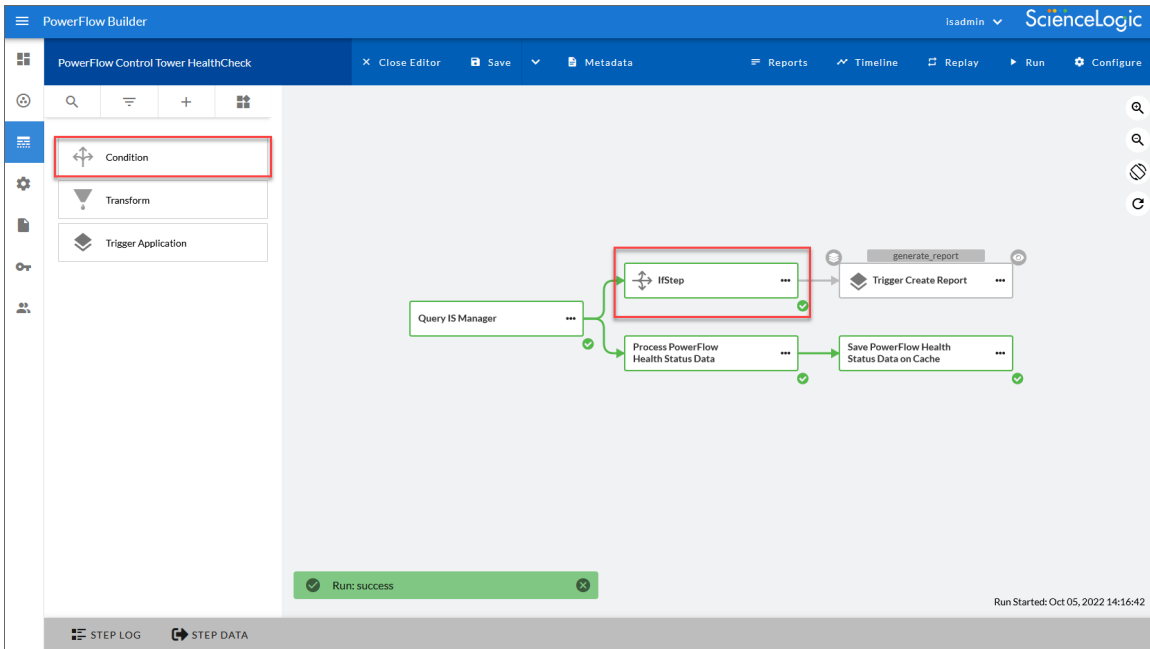 PowerFlow Builder
isadmin
ScienceLogic
PowerFlow Control Tower HealthCheck
Close Editor
Save
Metadata
Reports
Timeline
Replay
Run
Configure
Condition
Transform
Trigger Application
generate_report
IfStep
Trigger Create Report
Query IS Manager
Process PowerFlow
Health Status Data
Save PowerFlow Health
Status Data on Cache
Run: success
Run Started: Oct 05, 2022 14:16:42
STEP LOG
STEP DATA